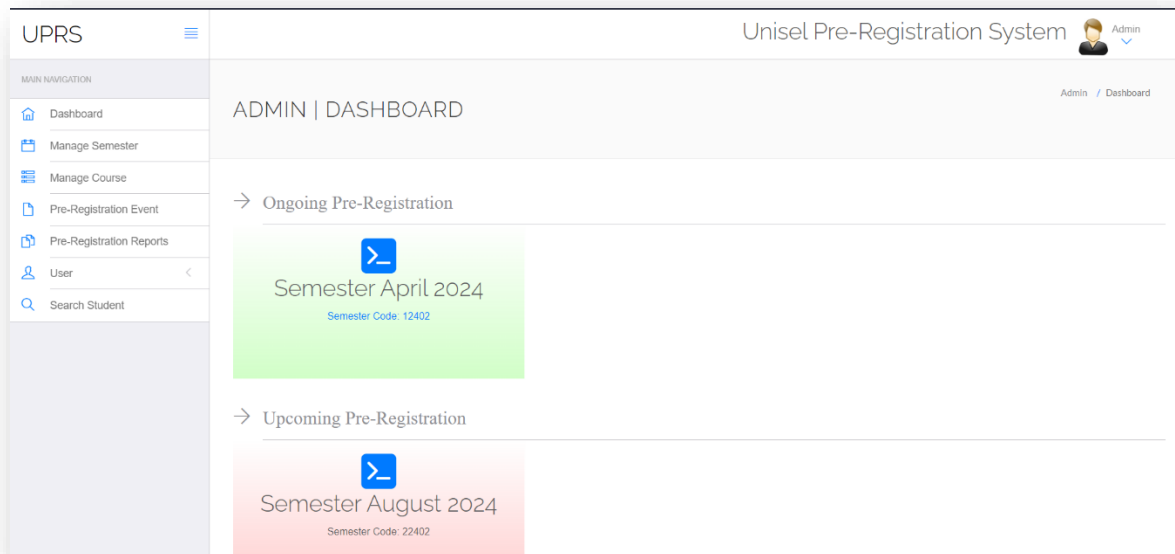 UPRS
Unisel Pre-Registration System
Admin
MAIN NAVIGATION
Dashboard
Manage Semester
Manage Course
Pre-Registration Event
Pre-Registration Reports
User
Search Student
ADMIN | DASHBOARD
Admin / Dashboard
Ongoing Pre-Registration
Semester April 2024
Semester Code: 12402
Upcoming Pre-Registration
Semester August 2024
Semester Code: 22402